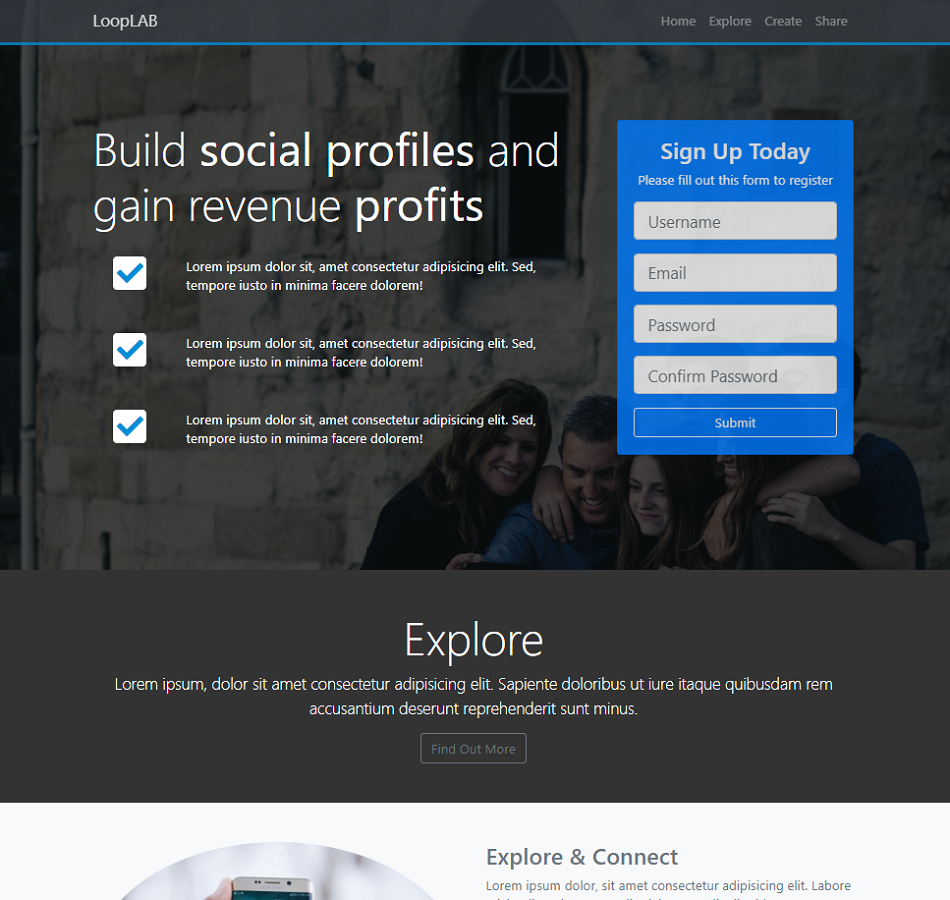 LoopLAB
Home Explore Create Share
Build social profiles and
gain revenue profits
Lorem ipsum dolor sit, amet consectetur adipisicing elit. Sed,
tempore iusto in minima facere dolorem!
Lorem ipsum dolor sit, amet consectetur adipisicing elit. Sed,
tempore iusto in minima facere dolorem!
Lorem ipsum dolor sit, amet consectetur adipisicing elit. Sed,
tempore iusto in minima facere dolorem!
Sign Up Today
Please fill out this form to register
Username
Email
Password
Confirm Password
Submit
Explore
Lorem ipsum, dolor sit amet consectetur adipisicing elit. Sapiente doloribus ut iure itaque quibusdam rem
accusantium deserunt reprehenderit sunt minus.
Find Out More
Explore & Connect
Lorem ipsum dolor, sit amet consectetur adipisicing elit. Labore